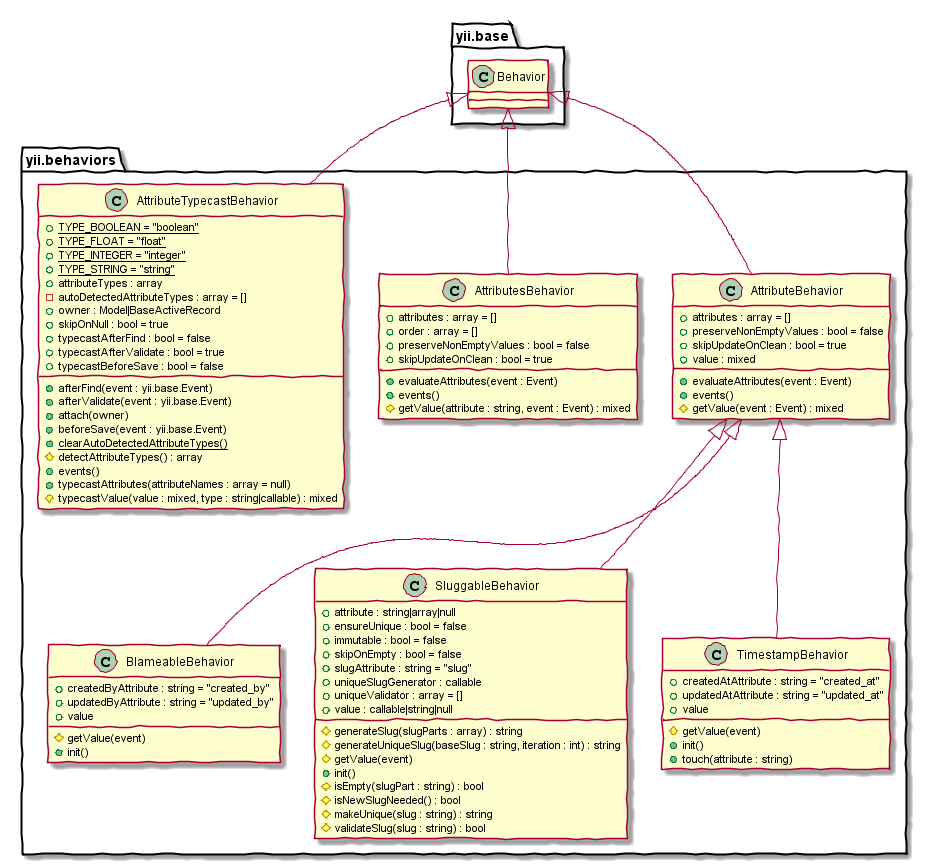 yii.base
C Behavior
yii.behaviors
C AttributeTypecastBehavior
TYPE_BOOLEAN = "boolean"
TYPE_FLOAT = "float"
TYPE_INTEGER = "integer"
TYPE_STRING = "string"
attributeTypes : array
autoDetectedAttributeTypes : array = []
owner : Model|BaseActiveRecord
skipOnNull : bool = true
typecastAfterFind : bool = false
typecastAfterValidate : bool = true
typecastBeforeSave : bool = false
afterFind(event : yii.base.Event)
afterValidate(event : yii.base.Event)
attach(owner)
beforeSave(event : yii.base.Event)
clearAutoDetectedAttributeTypes()
detectAttributeTypes() : array
events()
typecastAttributes(attributeNames : array = null)
typecastValue(value : mixed, type : string|callable) : mixed
C AttributesBehavior
attributes : array = []
order : array = []
preserveNonEmptyValues : bool = false
skipUpdateOnClean : bool = true
evaluateAttributes(event : Event)
events()
getValue(attribute : string, event : Event) : mixed
C AttributeBehavior
attributes : array = []
preserveNonEmptyValues : bool = false
skipUpdateOnClean : bool = true
value : mixed
evaluateAttributes(event : Event)
events()
getValue(event : Event) : mixed
C BlameableBehavior
createdByAttribute : string = "created_by"
updatedByAttribute : string = "updated_by"
value
getValue(event)
init()
C SluggableBehavior
attribute : string|array|null
ensureUnique : bool = false
immutable : bool = false
skipOnEmpty : bool = false
slugAttribute : string = "slug"
uniqueSlugGenerator : callable
uniqueValidator : array = []
value : callable|string|null
generateSlug(slugParts : array) : string
generateUniqueSlug(baseSlug : string, iteration : int) : string
getValue(event)
init()
isEmpty(slugPart : string) : bool
isNewSlugNeeded() : bool
makeUnique(slug : string) : string
validateSlug(slug : string) : bool
C TimestampBehavior
createdAtAttribute : string = "created_at"
updatedAtAttribute : string = "updated_at"
value
getValue(event)
init()
touch(attribute : string)